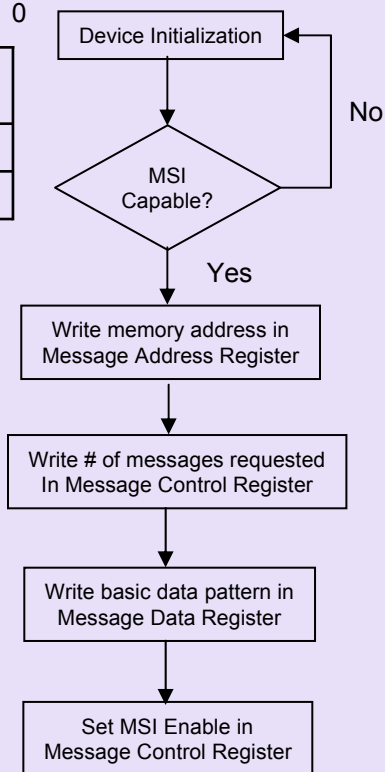 0
Device Initialization
No
MSI
Capable?
Yes
Write memory address in
Message Address Register
Write # of messages requested
In Message Control Register
Write basic data pattern in
Message Data Register
Set MSI Enable in
Message Control Register